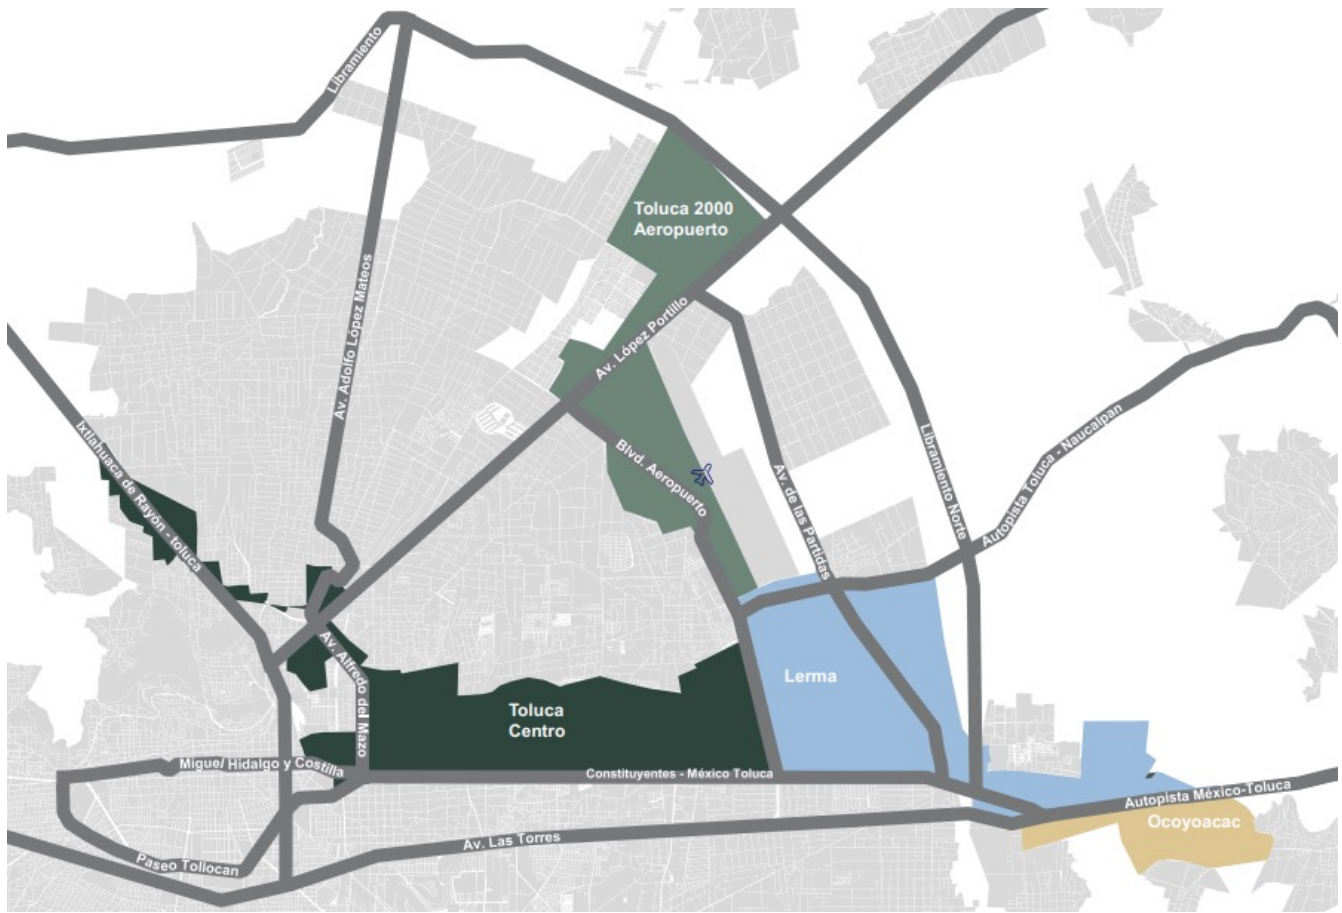 Libramiento
Toluca 2000
Aeropuerto
Av. Adolfo López Mateos
Av. López Portillo
Ixtlahuaca de Rayón - toluca
Blvd. Aeropuerto
Av. de las Partidas
Libramiento Norte
Autopista Toluca - Naucalpan
Av. Alfredo del Mazo
Lerma
Toluca
Centro
Miguel Hidalgo y Costilla
Constituyentes - México Toluca
Autopista México-Toluca
Ocoyoacac
Av. Las Torres
Paseo Tollocan